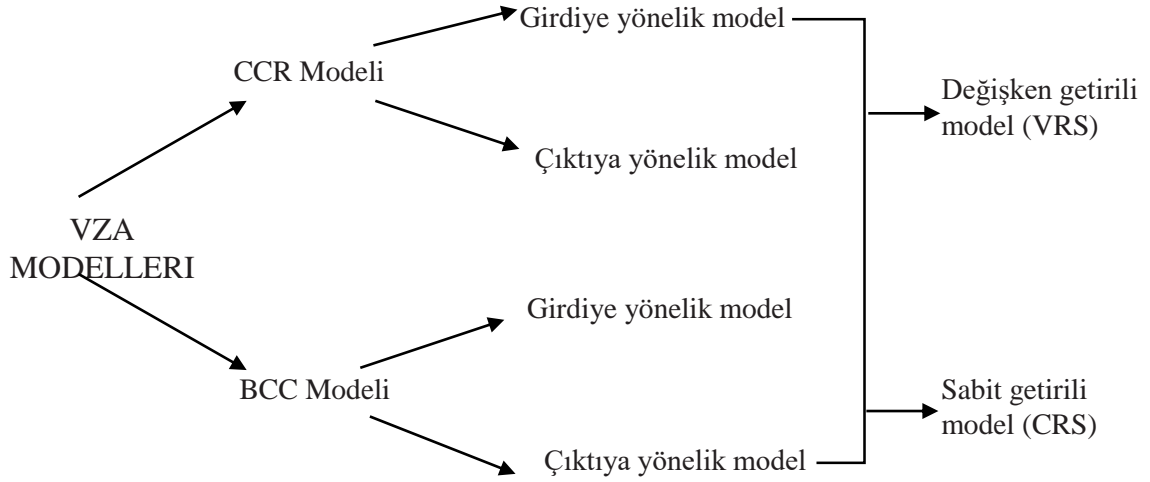 Girdiye yönelik model
CCR Modeli
Değişken getirili
model (VRS)
Çıktıya yönelik model
VZA
MODELLERI
Girdiye yönelik model
BCC Modeli
Sabit getirili
model (CRS)
Çıktıya yönelik model